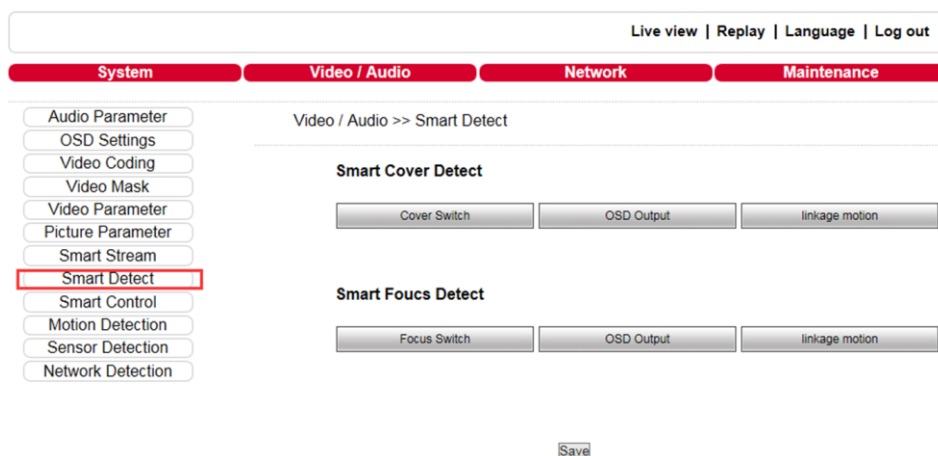 Live view | Replay | Language | Log out
System Video / Audio Network Maintenance
Audio Parameter
OSD Settings
Video Coding
Video Mask
Video Parameter
Picture Parameter
Smart Stream
Smart Detect
Smart Control
Motion Detection
Sensor Detection
Network Detection
Video / Audio >> Smart Detect
Smart Cover Detect
Cover Switch OSD Output linkage motion
Smart Foucs Detect
Focus Switch OSD Output linkage motion
Save